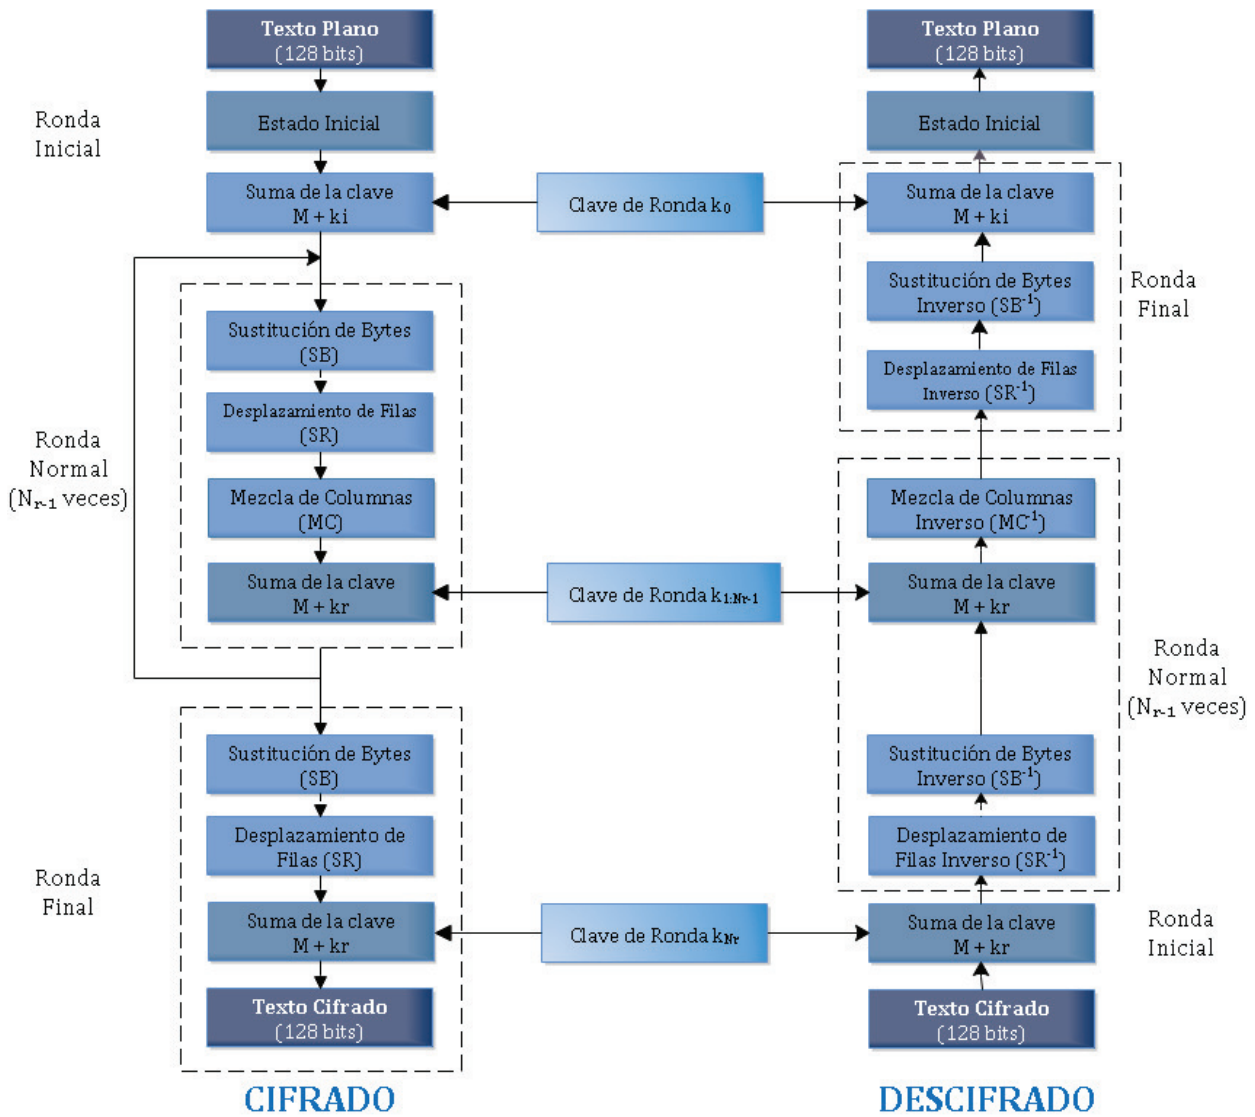 Texto Plano
(128 bits)
Estado Inicial
Ronda
Inicial
Suma de la clave
M + ki
Sustitución de Bytes
(SB)
Desplazamiento de Filas
(SR)
Ronda
Normal
(Nr-1 veces)
Mezcla de Columnas
(MC)
Suma de la clave
M + kr
Sustitución de Bytes
(SB)
Desplazamiento de
Filas (SR)
Ronda
Final
Suma de la clave
M + kr
Texto Cifrado
(128 bits)
CIFRADO
Clave de Ronda k0
Clave de Ronda k1:Nr-1
Clave de Ronda kNr
Texto Plano
(128 bits)
Estado Inicial
Suma de la clave
M + ki
Sustitución de Bytes
Inverso (SB-1)
Ronda
Final
Desplazamiento de Filas
Inverso (SR-1)
Mezcla de Columnas
Inverso (MC-1)
Suma de la clave
M + kr
Ronda
Normal
(Nr-1 veces)
Sustitución de Bytes
Inverso (SB-1)
Desplazamiento de
Filas Inverso (SR-1)
Suma de la clave
M + kr
Ronda
Inicial
Texto Cifrado
(128 bits)
DESCIFRADO